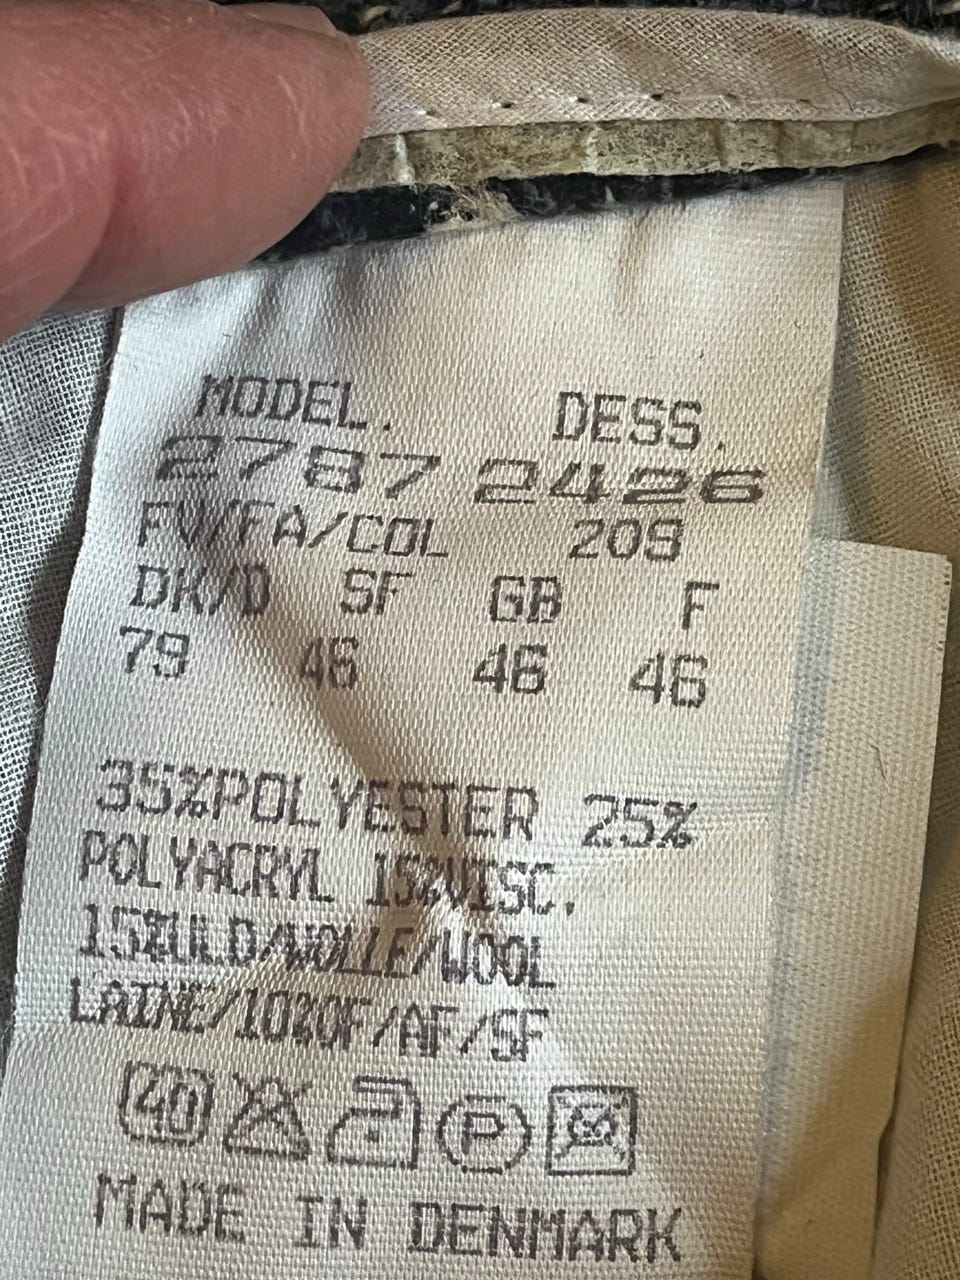 MODEL. DESS.
2787 2426
FV/FA/COL 209
DK/D SF GB F
79 46 46 46
35%POLYESTER 25%
POLYACRYL 15%VISC.
15%ULD/WOLLE/WOOL
LAINE/10%OF/AF/SF
40 P
MADE IN DENMARK